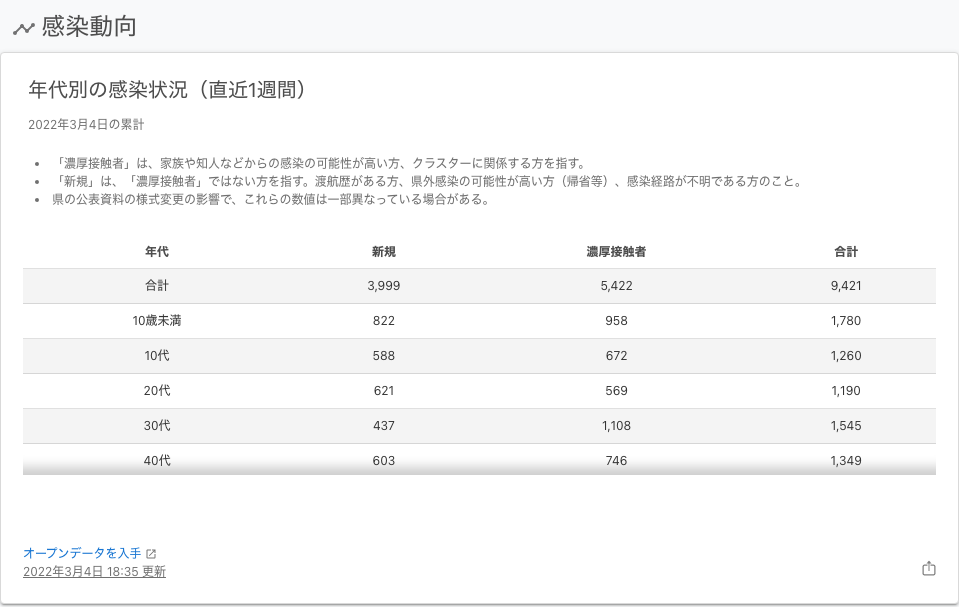 感染動向
年代別の感染状況（直近1週間）
2022年3月4日の累計
「濃厚接触者」は、家族や知人などからの感染の可能性が高い方、クラスターに関係する方を指す。
「新規」は、「濃厚接触者」ではない方を指す。渡航歴がある方、県外感染の可能性が高い方（帰省等）、感染経路が不明である方のこと。
県の公表資料の様式変更の影響で、これらの数値は一部異なっている場合がある。
年代 新規 濃厚接触者 合計
合計 3,999 5,422 9,421
10歳未満 822 958 1,780
10代 588 672 1,260
20代 621 569 1,190
30代 437 1,108 1,545
40代 603 746 1,349
オープンデータを入手
2022年3月4日 18:35 更新